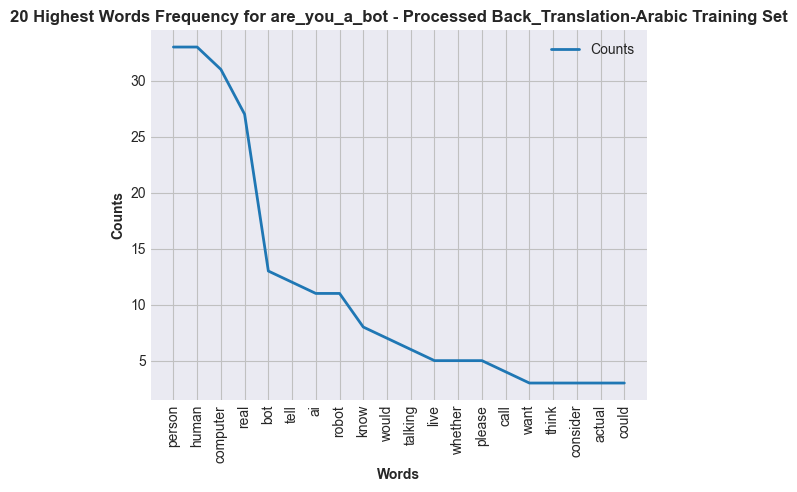 20 Highest Words Frequency for are_you_a_bot - Processed Back_Translation-Arabic Training Set
Counts
Counts
30
25
20
15
10
5
person
human
computer
real
bot
tell
ai
robot
know
would
talking
live
whether
please
call
want
think
consider
actual
could
Words